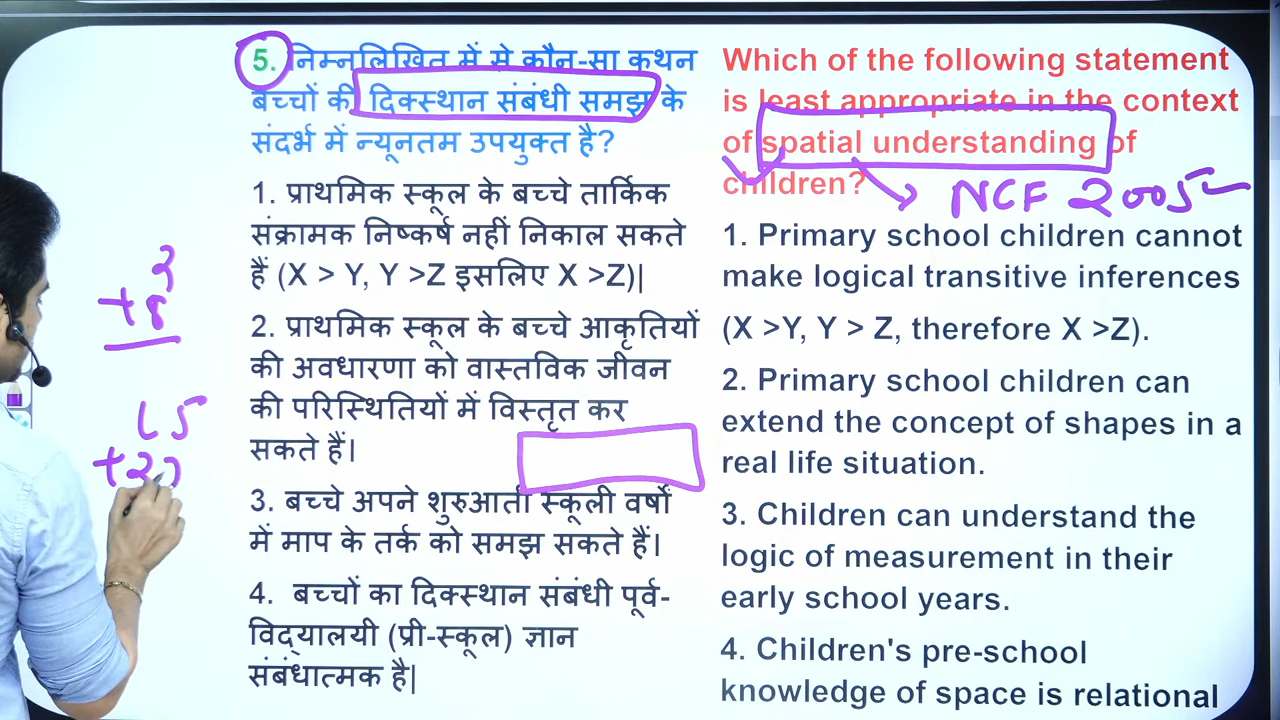 5. निम्नलिखित में से कौन-सा कथन
बच्चों की दिक्स्थान संबंधी समझ के
संदर्भ में न्यूनतम उपयुक्त है?
1. प्राथमिक स्कूल के बच्चे तार्किक
संक्रामक निष्कर्ष नहीं निकाल सकते
हैं (X > Y, Y >Z इसलिए X >Z)|
2. प्राथमिक स्कूल के बच्चे आकृतियों
की अवधारणा को वास्तविक जीवन
की परिस्थितियों में विस्तृत कर
सकते हैं|
3. बच्चे अपने शुरुआती स्कूली वर्षों
में माप के तर्क को समझ सकते हैं|
4. बच्चों का दिक्स्थान संबंधी पूर्व-
विद्यालयी (प्री-स्कूल) ज्ञान
संबंधात्मक है|
Which of the following statement
is least appropriate in the context
of spatial understanding of
children?
NCF 2005
1. Primary school children cannot
make logical transitive inferences
(X >Y, Y > Z, therefore X >Z).
2. Primary school children can
extend the concept of shapes in a
real life situation.
3. Children can understand the
logic of measurement in their
early school years.
4. Children's pre-school
knowledge of space is relational
+8
15